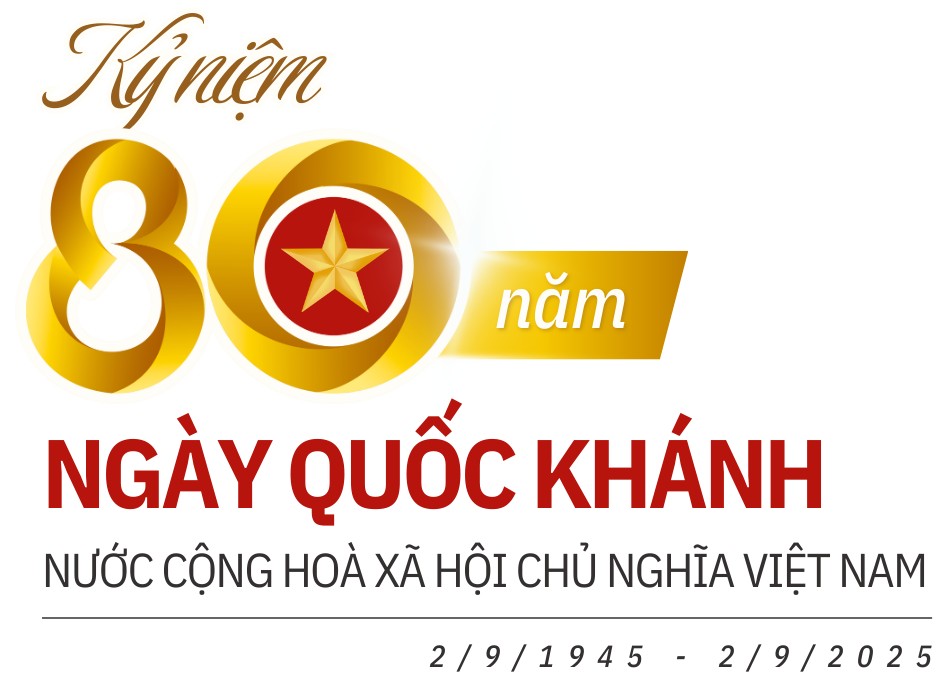 Kỷ niệm
80 năm
NGÀY QUỐC KHÁNH
NƯỚC CỘNG HOÀ XÃ HỘI CHỦ NGHĨA VIỆT NAM
2/9/1945 - 2/9/2025